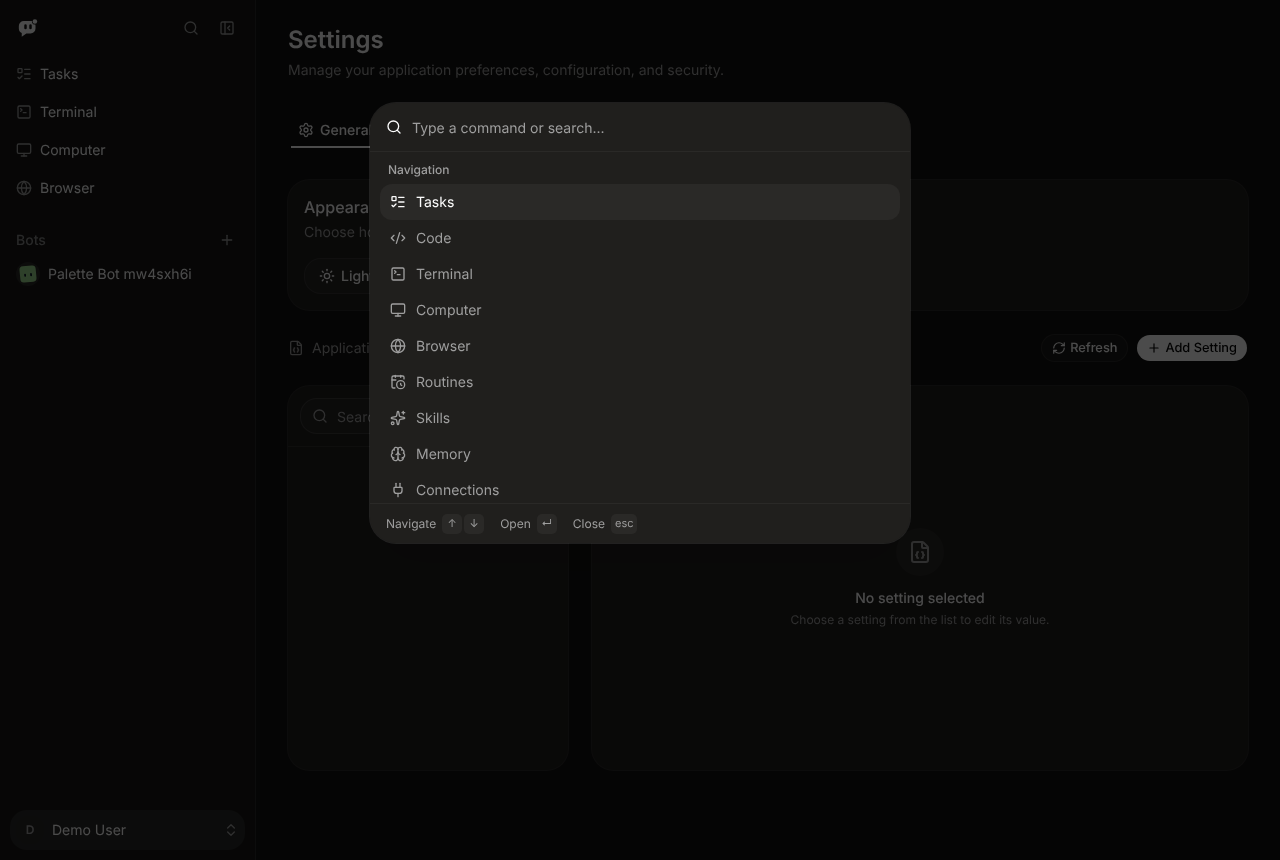 Settings
Manage your application preferences, configuration, and security.
Tasks
Terminal
Computer
Browser
Bots
Palette Bot mw4sxh6i
D
Demo User
Type a command or search...
Navigation
Tasks
Code
Terminal
Computer
Browser
Routines
Skills
Memory
Connections
Navigate ↑ ↓ Open ↵ Close esc
Refresh
Add Setting
No setting selected
Choose a setting from the list to edit its value.